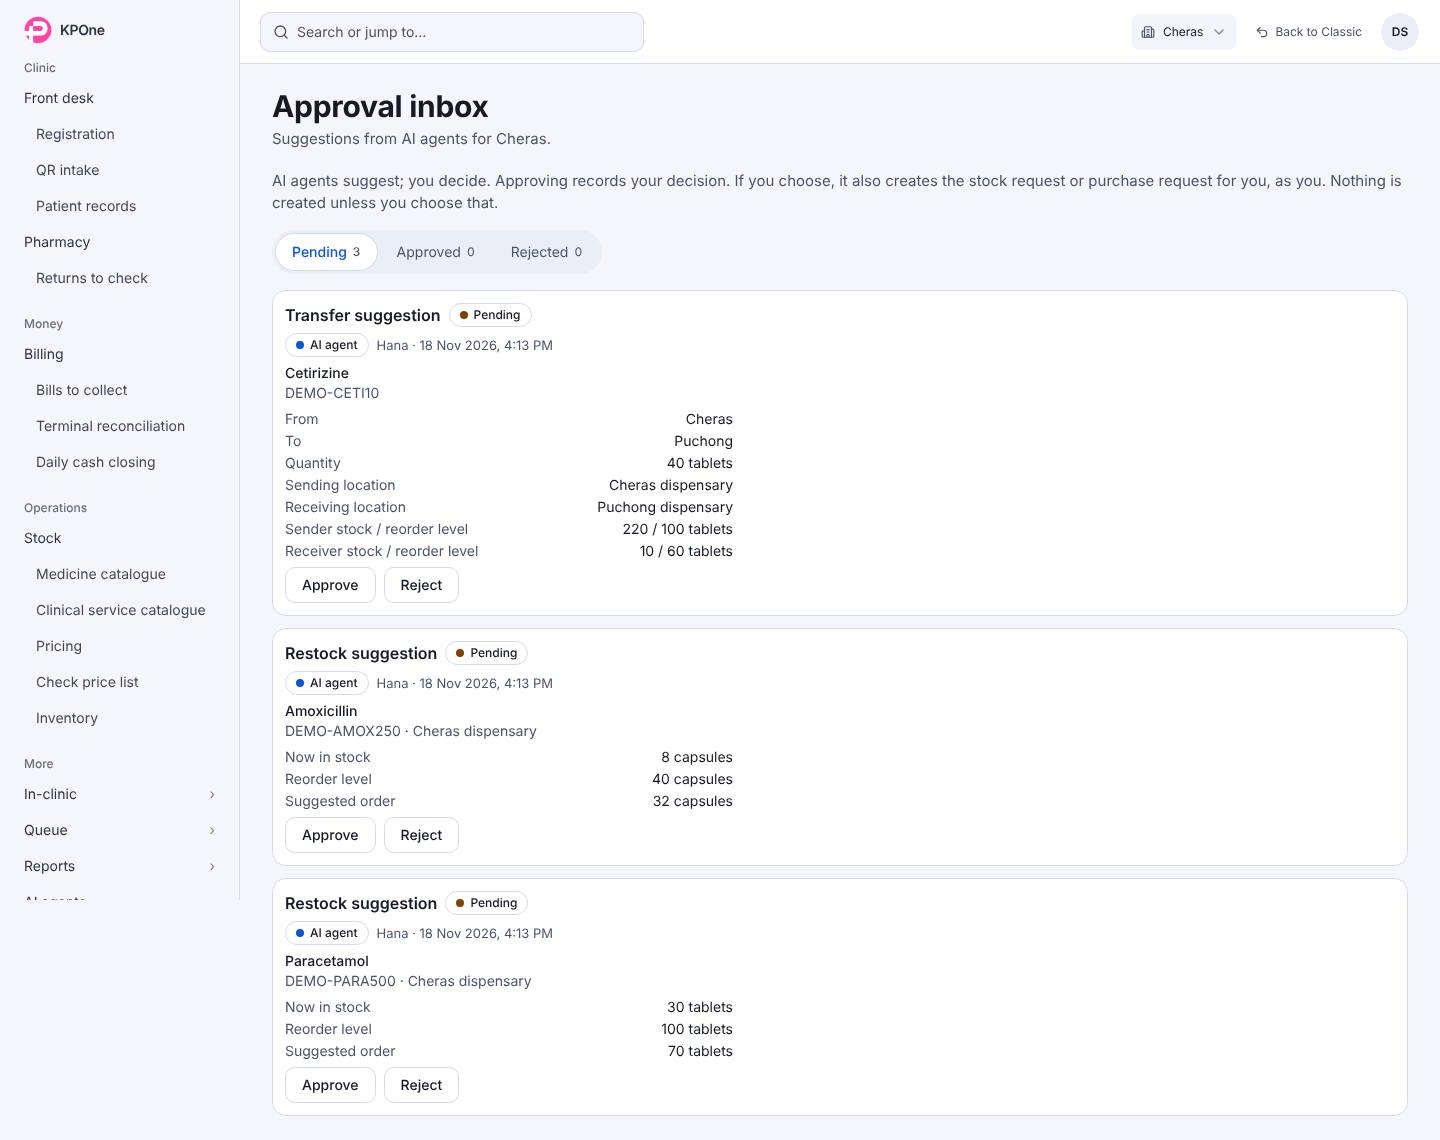 KPOne
Clinic
Front desk
Registration
QR intake
Patient records
Pharmacy
Returns to check
Money
Billing
Bills to collect
Terminal reconciliation
Daily cash closing
Operations
Stock
Medicine catalogue
Clinical service catalogue
Pricing
Check price list
Inventory
More
In-clinic
Queue
Reports
Search or jump to...
Cheras
Back to Classic
DS
Approval inbox
Suggestions from AI agents for Cheras.
AI agents suggest; you decide. Approving records your decision. If you choose, it also creates the stock request or purchase request for you, as you. Nothing is
created unless you choose that.
Pending 3 Approved 0 Rejected 0
Transfer suggestion Pending
AI agent Hana · 18 Nov 2026, 4:13 PM
Cetirizine
DEMO-CETI10
From Cheras
To Puchong
Quantity 40 tablets
Sending location Cheras dispensary
Receiving location Puchong dispensary
Sender stock / reorder level 220 / 100 tablets
Receiver stock / reorder level 10 / 60 tablets
Approve Reject
Restock suggestion Pending
AI agent Hana · 18 Nov 2026, 4:13 PM
Amoxicillin
DEMO-AMOX250 · Cheras dispensary
Now in stock 8 capsules
Reorder level 40 capsules
Suggested order 32 capsules
Approve Reject
Restock suggestion Pending
AI agent Hana · 18 Nov 2026, 4:13 PM
Paracetamol
DEMO-PARA500 · Cheras dispensary
Now in stock 30 tablets
Reorder level 100 tablets
Suggested order 70 tablets
Approve Reject